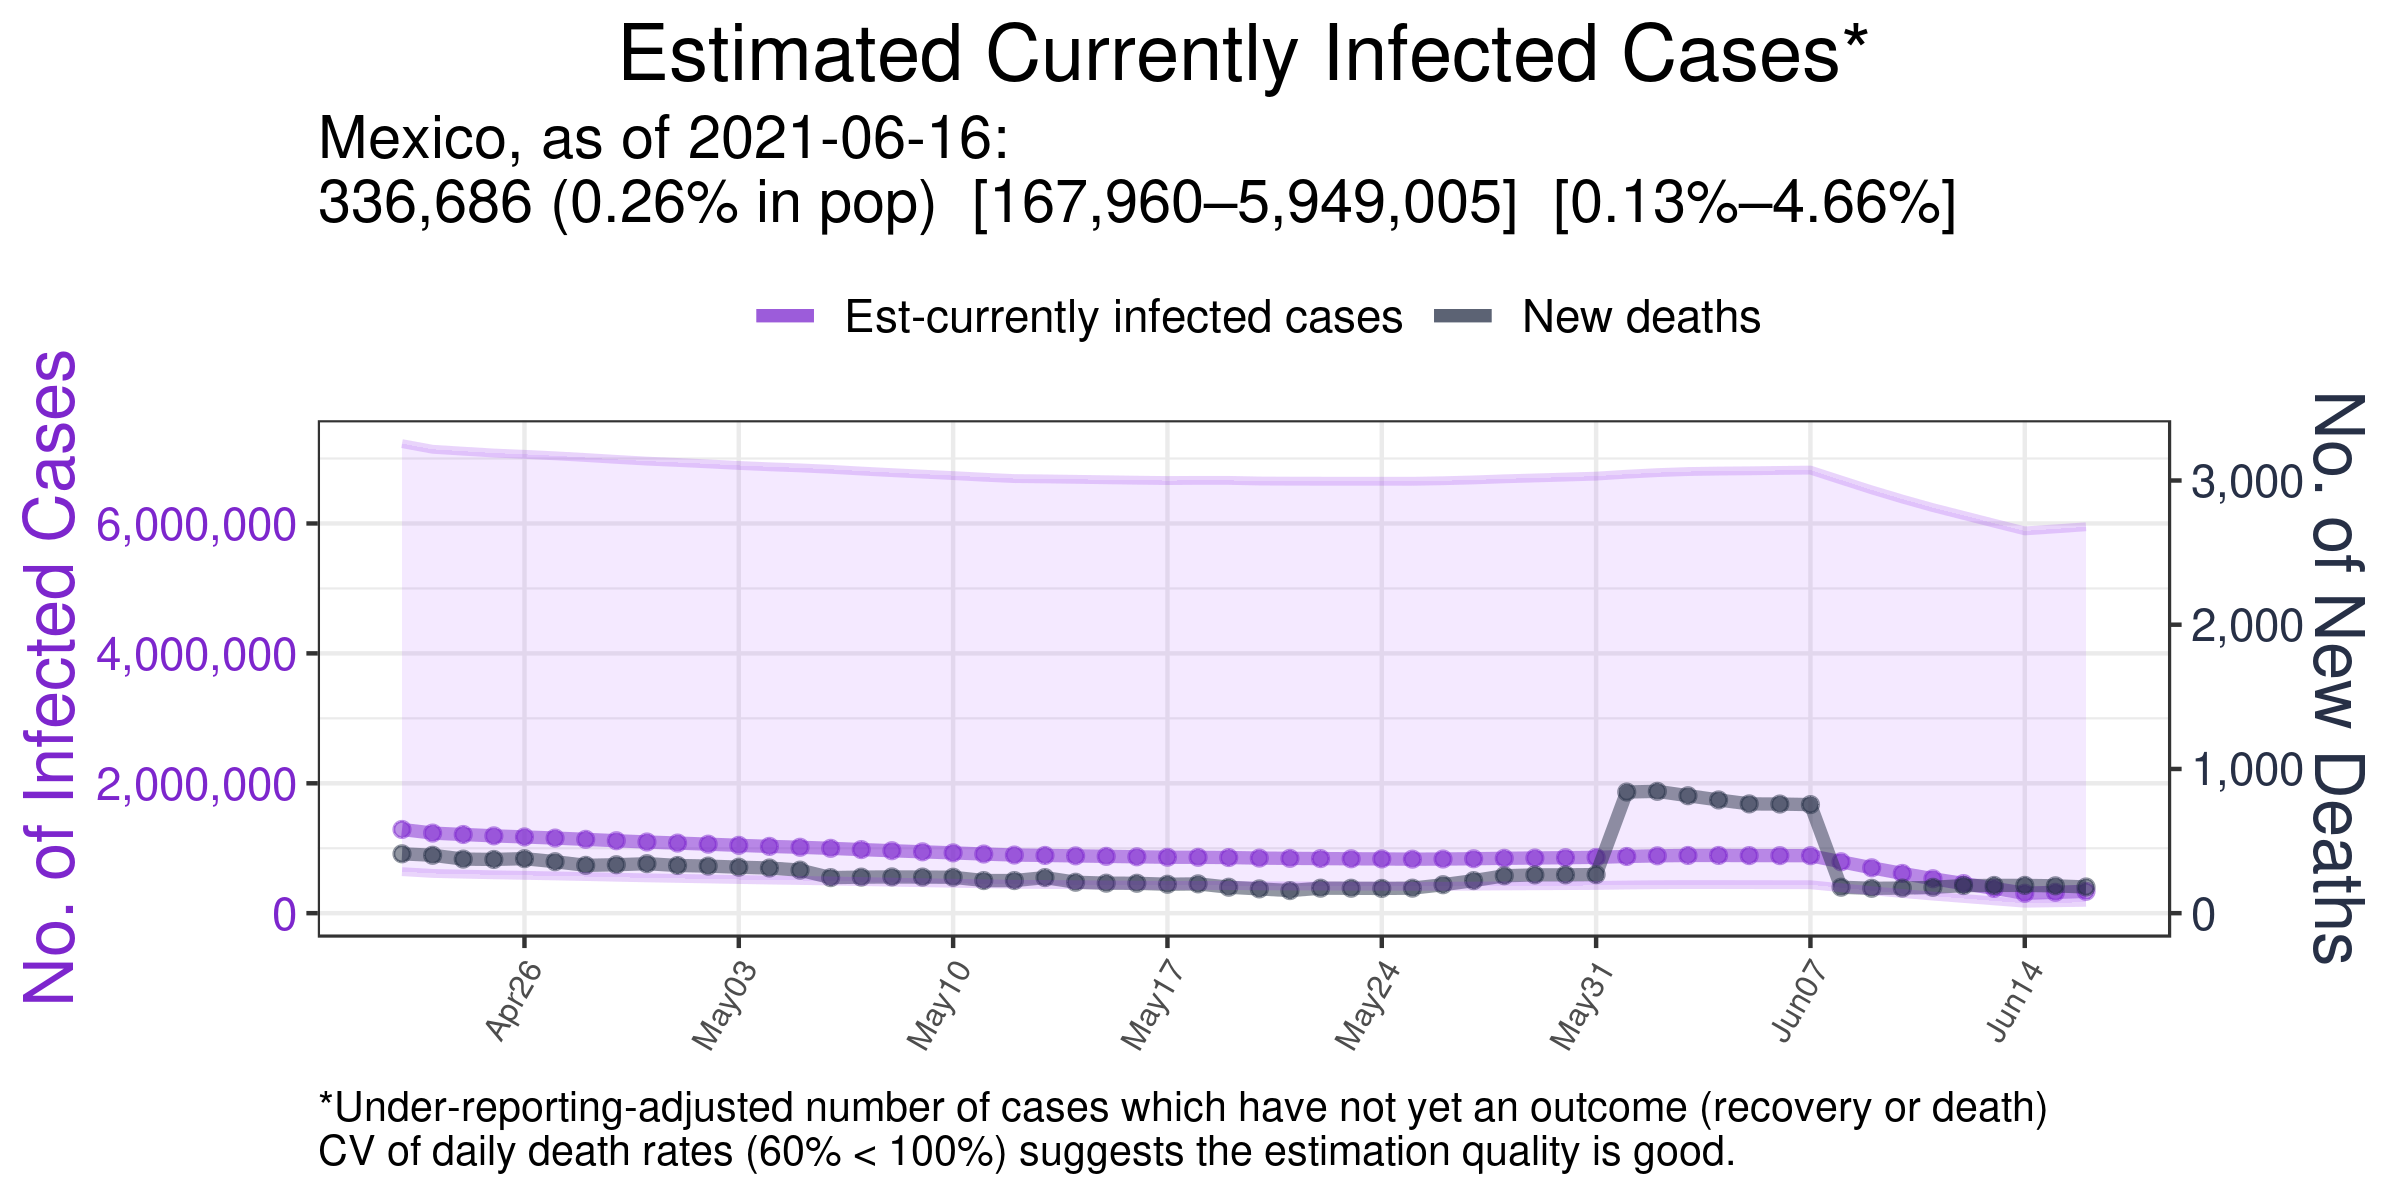 Estimated Currently Infected Cases*
Mexico, as of 2021-06-16:
336,686 (0.26% in pop)  [167,960–5,949,005]  [0.13%–4.66%]
Est-currently infected cases
New deaths
No. of Infected Cases
6,000,000
4,000,000
2,000,000
0
3,000
2,000
1,000
0
No. of New Deaths
Apr26
May03
May10
May17
May24
May31
Jun07
Jun14
*Under-reporting-adjusted number of cases which have not yet an outcome (recovery or death)
CV of daily death rates (60% < 100%) suggests the estimation quality is good.